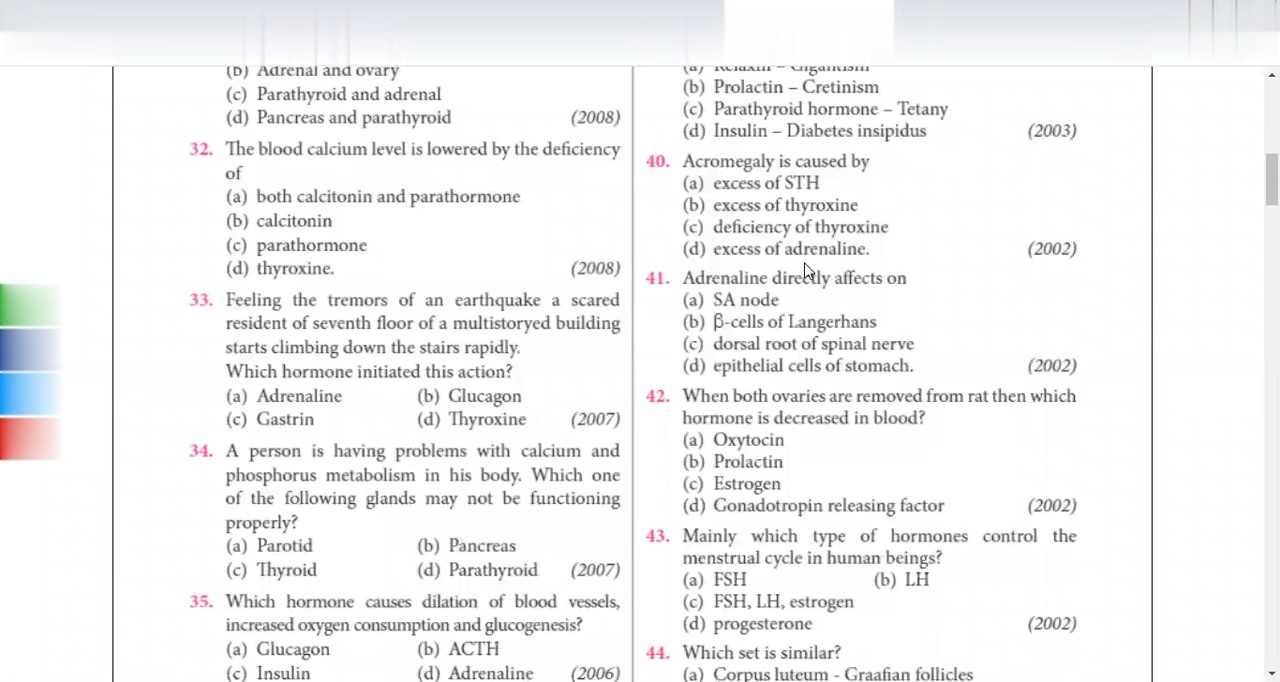 (b) Adrenal and ovary
(c) Parathyroid and adrenal
(d) Pancreas and parathyroid (2008)
32. The blood calcium level is lowered by the deficiency
of
(a) both calcitonin and parathormone
(b) calcitonin
(c) parathormone
(d) thyroxine. (2008)
33. Feeling the tremors of an earthquake a scared
resident of seventh floor of a multistoryed building
starts climbing down the stairs rapidly.
Which hormone initiated this action?
(a) Adrenaline (b) Glucagon
(c) Gastrin (d) Thyroxine (2007)
34. A person is having problems with calcium and
phosphorus metabolism in his body. Which one
of the following glands may not be functioning
properly?
(a) Parotid (b) Pancreas
(c) Thyroid (d) Parathyroid (2007)
35. Which hormone causes dilation of blood vessels,
increased oxygen consumption and glucogenesis?
(a) Glucagon (b) ACTH
(c) Insulin (d) Adrenaline (2006)
(a) Relaxin – Gigantism
(b) Prolactin – Cretinism
(c) Parathyroid hormone – Tetany
(d) Insulin – Diabetes insipidus (2003)
40. Acromegaly is caused by
(a) excess of STH
(b) excess of thyroxine
(c) deficiency of thyroxine
(d) excess of adrenaline. (2002)
41. Adrenaline directly affects on
(a) SA node
(b) β-cells of Langerhans
(c) dorsal root of spinal nerve
(d) epithelial cells of stomach. (2002)
42. When both ovaries are removed from rat then which
hormone is decreased in blood?
(a) Oxytocin
(b) Prolactin
(c) Estrogen
(d) Gonadotropin releasing factor (2002)
43. Mainly which type of hormones control the
menstrual cycle in human beings?
(a) FSH (b) LH
(c) FSH, LH, estrogen
(d) progesterone (2002)
44. Which set is similar?
(a) Corpus luteum - Graafian follicles